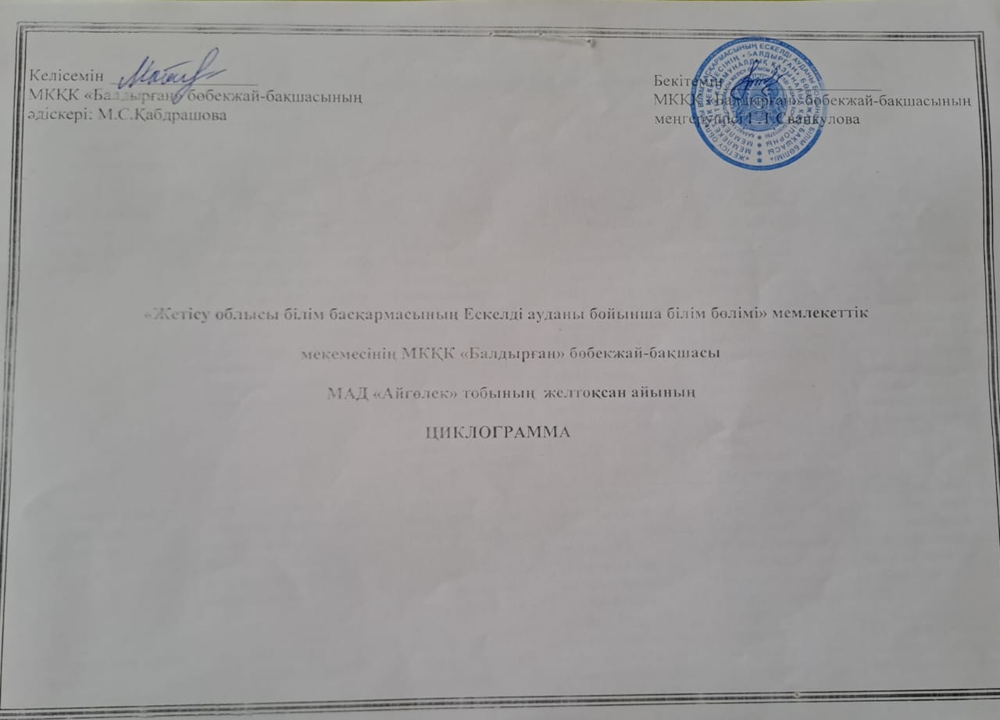 Келісемін
МКҚК «Балдырған» бөбекжай-бақшасының
әдіскері: М.С.Қабдрашова
Бекітемін
МКҚК «Балдырған» бөбекжай-бақшасының
меңгерушісі Сванкулова
«Жетісу облысы білім басқармасының Ескелді ауданы бойынша білім бөлімі» мемлекеттік
мекемесінің МКҚК «Балдырған» бөбекжай-бақшасы
МАД «Айгөлек» тобының желтоқсан айының
ЦИКЛОГРАММА